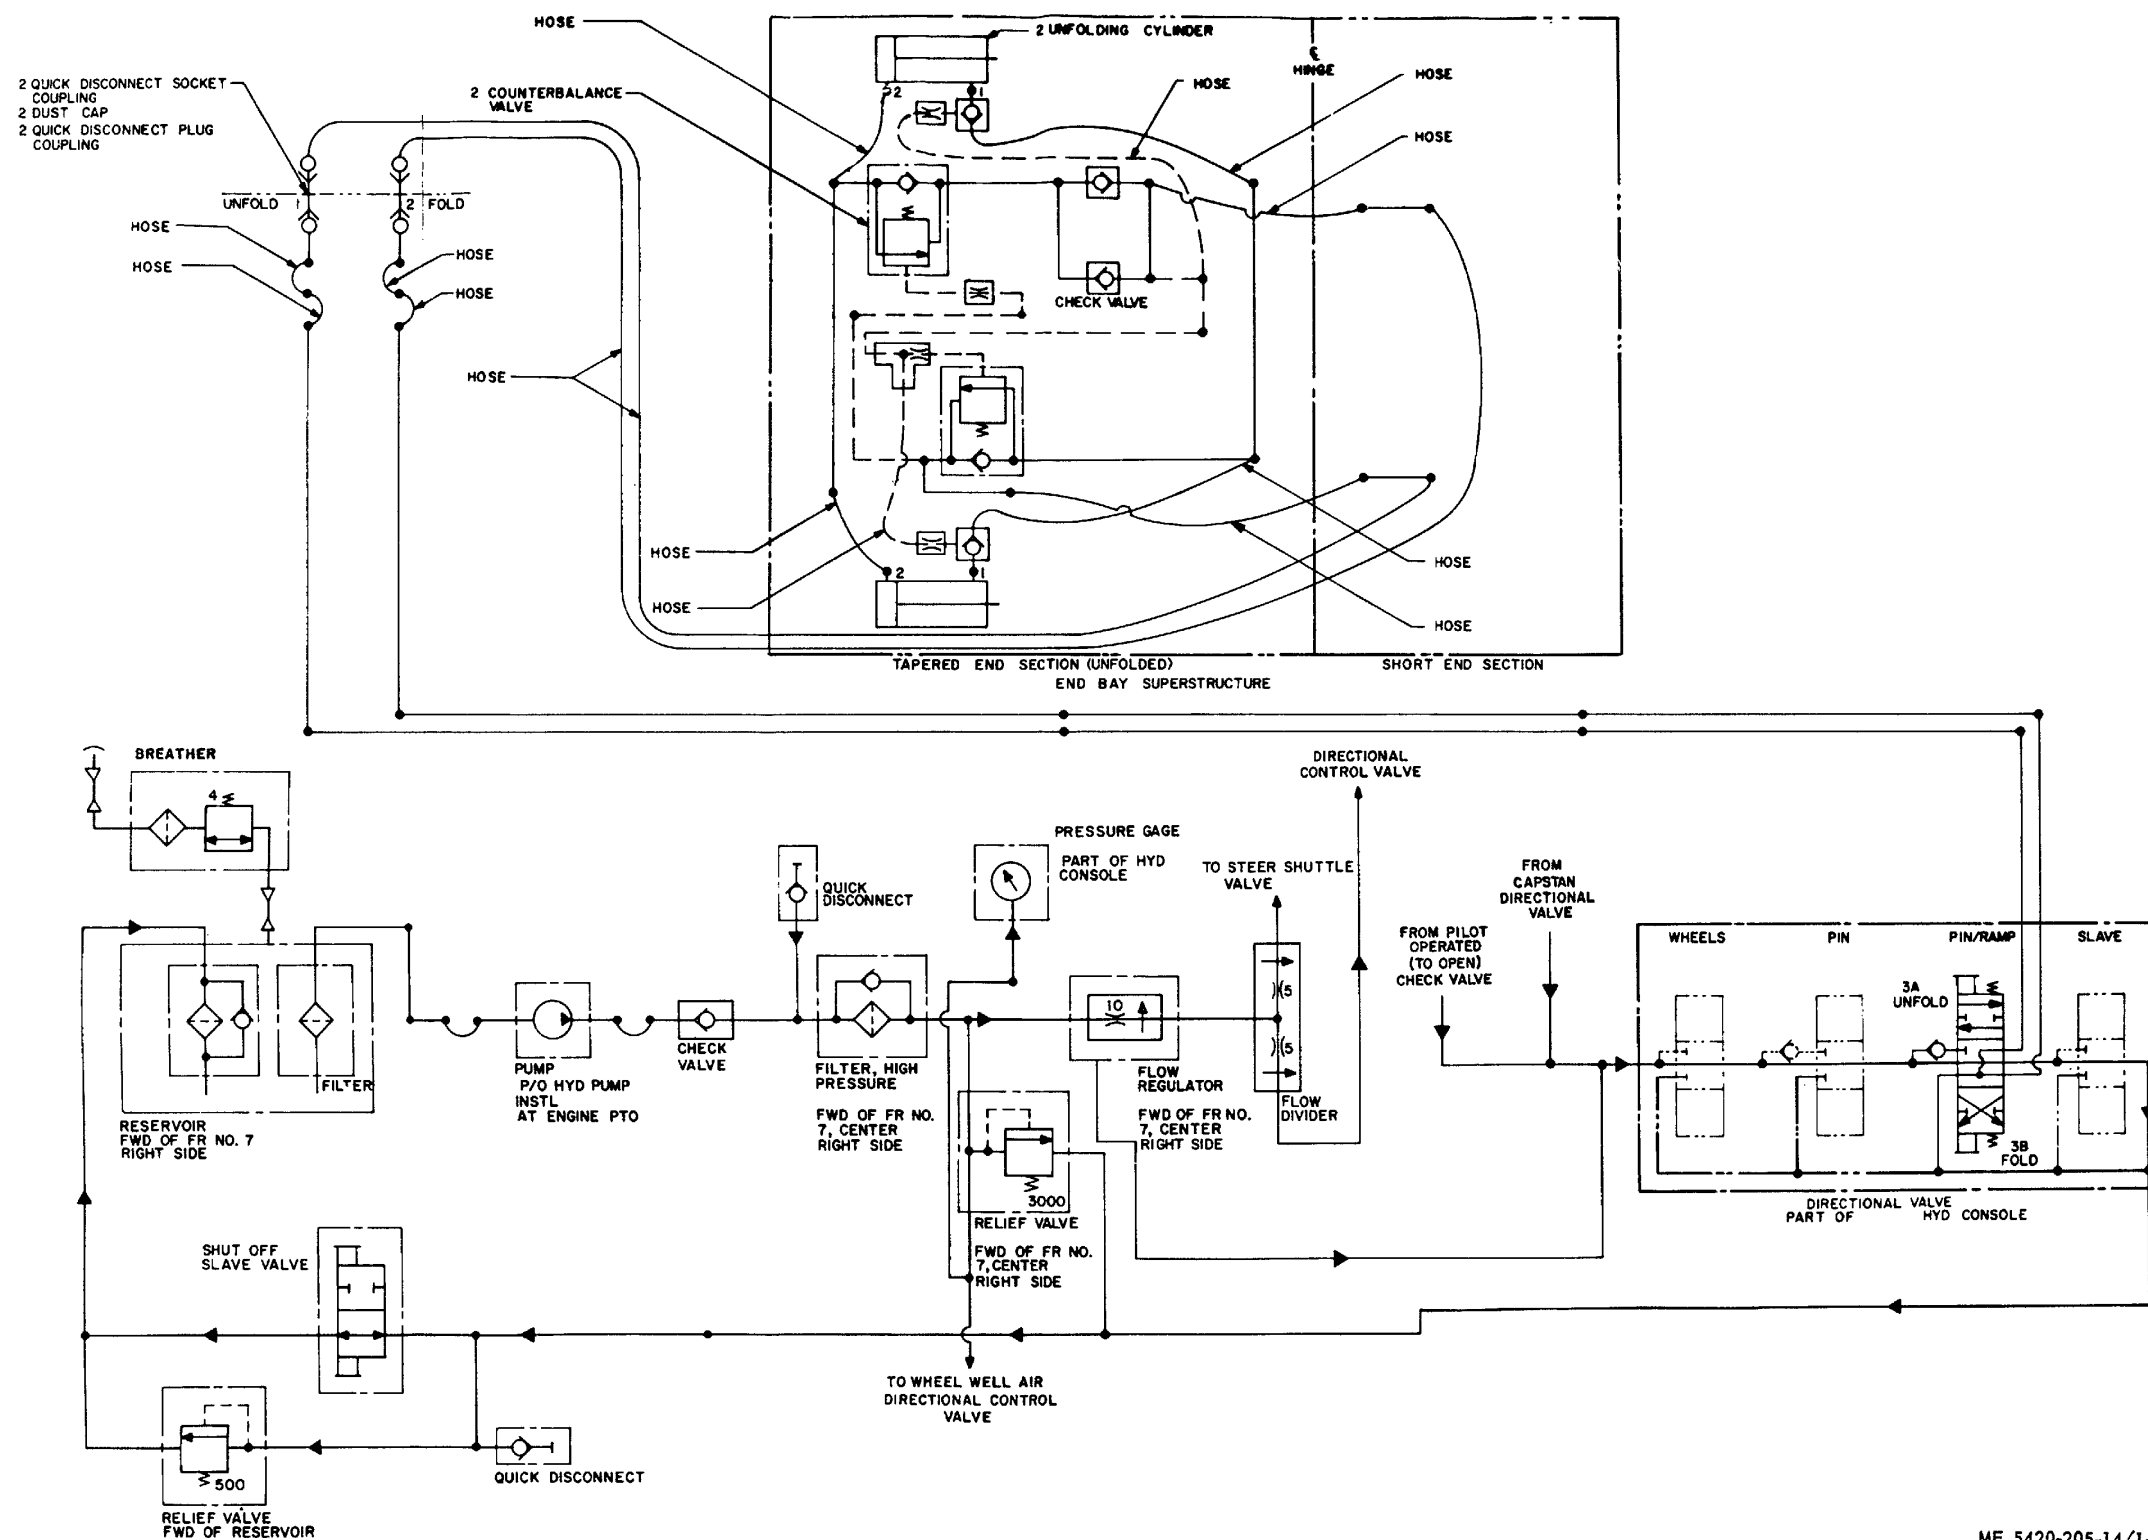 HOSE
2 UNFOLDING CYLINDER
℄
HINGE
HOSE
HOSE
HOSE
2 QUICK DISCONNECT SOCKET
COUPLING
2 DUST CAP
2 QUICK DISCONNECT PLUG
COUPLING
2 COUNTERBALANCE
VALVE
2
1
UNFOLD
1
2
FOLD
HOSE
HOSE
HOSE
HOSE
CHECK VALVE
HOSE
HOSE
HOSE
2
1
HOSE
HOSE
TAPERED END SECTION (UNFOLDED)
SHORT END SECTION
END BAY SUPERSTRUCTURE
BREATHER
4
DIRECTIONAL
CONTROL VALVE
PRESSURE GAGE
PART OF HYD
CONSOLE
QUICK
DISCONNECT
TO STEER SHUTTLE
VALVE
FROM
CAPSTAN
DIRECTIONAL
VALVE
FROM PILOT
OPERATED
(TO OPEN)
CHECK VALVE
WHEELS
PIN
PIN/RAMP
SLAVE
3A
UNFOLD
3B
FOLD
10
5
5
FILTER
RESERVOIR
FWD OF FR NO. 7
RIGHT SIDE
PUMP
P/O HYD PUMP
INSTL
AT ENGINE PTO
CHECK
VALVE
FILTER, HIGH
PRESSURE
FWD OF FR NO.
7, CENTER
RIGHT SIDE
FLOW
REGULATOR
FWD OF FR NO.
7, CENTER
RIGHT SIDE
FLOW
DIVIDER
3000
RELIEF VALVE
FWD OF FR NO.
7, CENTER
RIGHT SIDE
DIRECTIONAL VALVE
PART OF HYD CONSOLE
SHUT OFF
SLAVE VALVE
TO WHEEL WELL AIR
DIRECTIONAL CONTROL
VALVE
500
QUICK DISCONNECT
RELIEF VALVE
FWD OF RESERVOIR